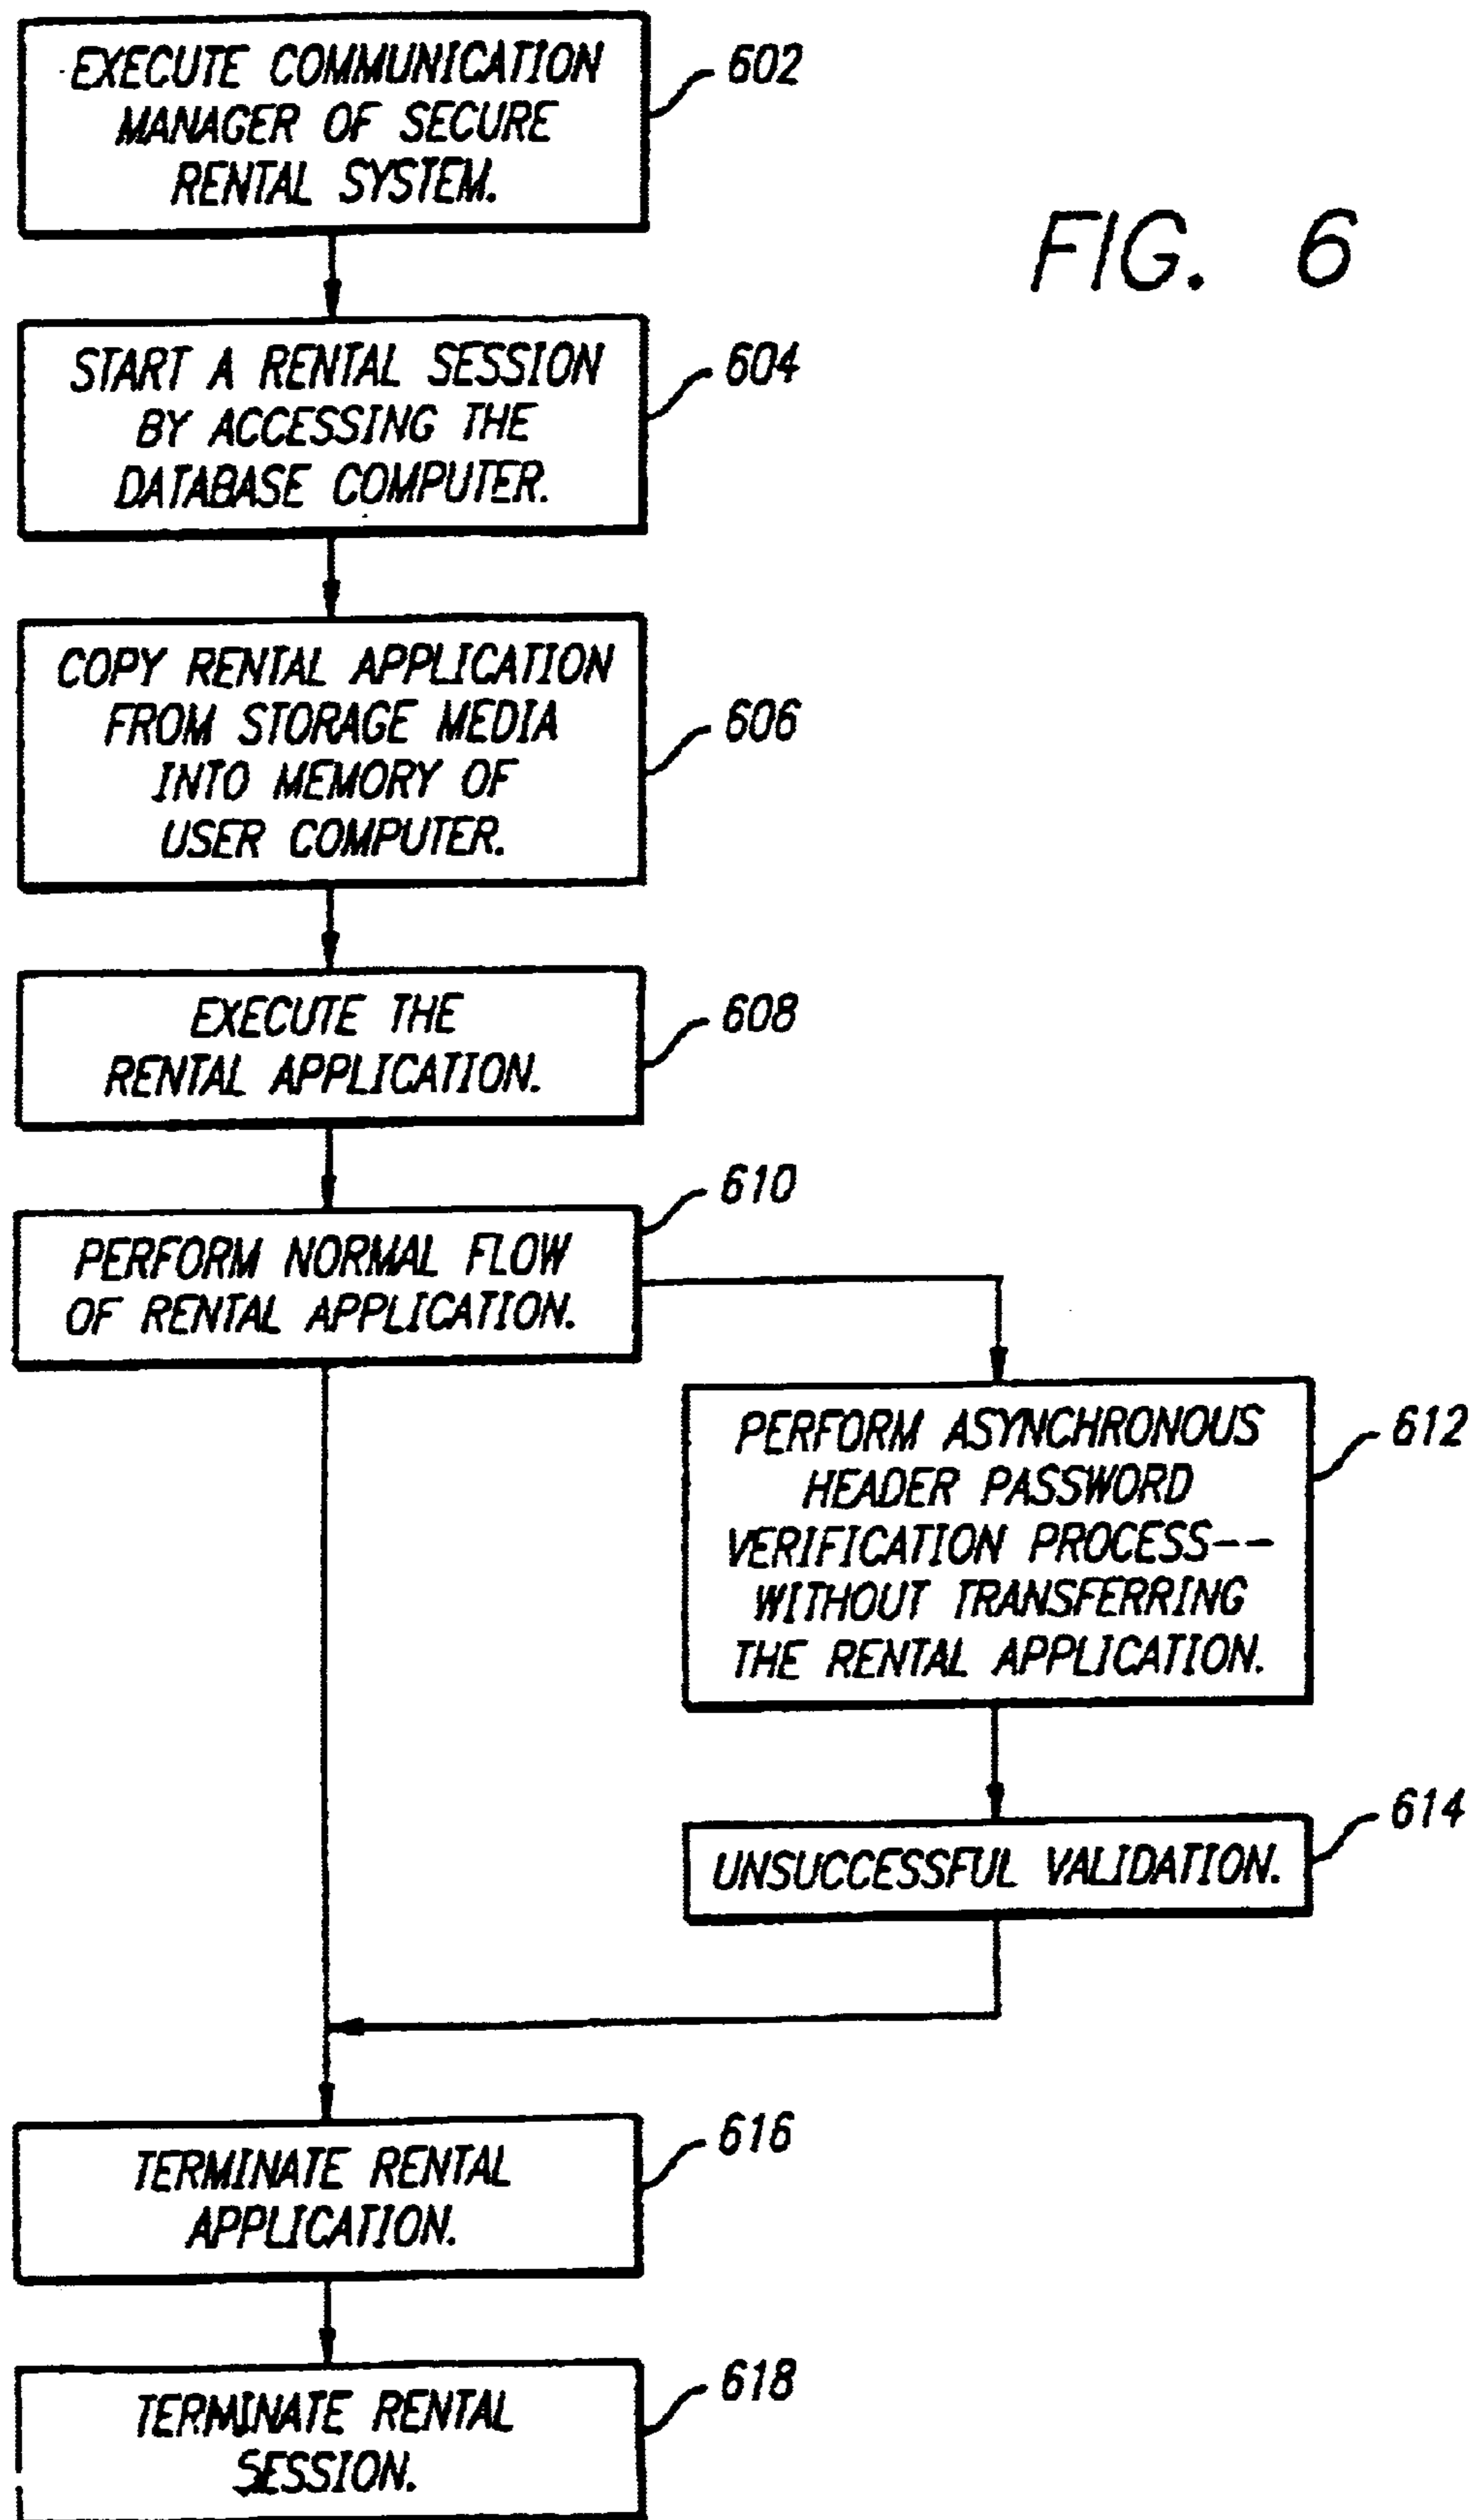 EXECUTE COMMUNICATION
MANAGER OF SECURE
RENTAL SYSTEM.
602
FIG. 6
START A RENTAL SESSION
BY ACCESSING THE
DATABASE COMPUTER.
604
COPY RENTAL APPLICATION
FROM STORAGE MEDIA
INTO MEMORY OF
USER COMPUTER.
606
EXECUTE THE
RENTAL APPLICATION.
608
PERFORM NORMAL FLOW
OF RENTAL APPLICATION.
610
PERFORM ASYNCHRONOUS
HEADER PASSWORD
VERIFICATION PROCESS--
WITHOUT TRANSFERRING
THE RENTAL APPLICATION.
612
UNSUCCESSFUL VALIDATION.
614
TERMINATE RENTAL
APPLICATION.
616
TERMINATE RENTAL
SESSION.
618